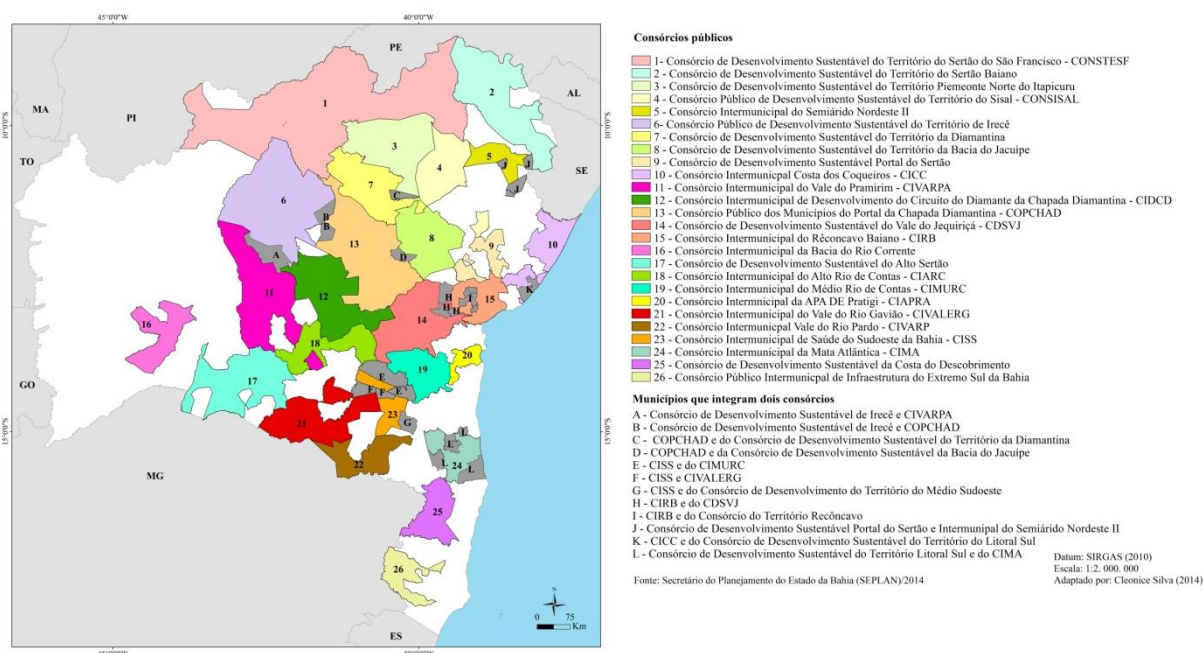 45°0'0"W 40°0'0"W
PE
MA
PI
AL
TO
SE
GO
MG
ES
10°0'0"S 10°0'0"S
15°0'0"S 15°0'0"S
1
2
3
4
5
J
J
J
6
7
C
B
B
8
9
10
13
A
D
K
11
12
H
I
15
H
H
14
16
18
20
19
17
E
F
F
E
23
21
G
22
L
L
L
24
L
25
26
N
0 75
Km
45°0'0"W 40°0'0"W
Consórcios públicos
1- Consórcio de Desenvolvimento Sustentável do Território do Sertão do São Francisco - CONSTESF
2 - Consórcio de Desenvolvimento Sustentável do Território do Sertão Baiano
3 - Consórcio de Desenvolvimento Sustentável do Território Piemeonte Norte do Itapicuru
4 - Consórcio Público de Desenvolvimento Sustentável do Território do Sisal - CONSISAL
5 - Consórcio Intermunicipal do Semiárido Nordeste II
6- Consórcio Público de Desenvolvimento Sustentável do Território de Irecê
7 - Consórcio de Desenvolvimento Sustentável do Território da Diamantina
8 - Consórcio de Desenvolvimento Sustentável do Território da Bacia do Jacuípe
9 - Consórcio de Desenvolvimento Sustentável Portal do Sertão
10 - Consórcio Intermunicpal Costa dos Coqueiros - CICC
11 - Consórcio Intermunicipal do Vale do Pramirim - CIVARPA
12 - Consórcio Intermunicipal de Desenvolvimento do Circuito do Diamante da Chapada Diamantina - CIDCD
13 - Consórcio Público dos Municípios do Portal da Chapada Diamantina - COPCHAD
14 - Consórcio de Desenvolvimento Sustentável do Vale do Jequiriçá - CDSVJ
15 - Consórcio Intermunicipal do Rêconcavo Baiano - CIRB
16 - Consórcio Intermunicipal da Bacia do Rio Corrente
17 - Consórcio de Desenvolvimento Sustentável do Alto Sertão
18 - Consórcio Intermunicipal do Alto Rio de Contas - CIARC
19 - Consórcio Intermunicipal do Médio Rio de Contas - CIMURC
20 - Consórcio Intermnicipal da APA DE Pratigi - CIAPRA
21 - Consórcio Intermunicipal do Vale do Rio Gavião - CIVALERG
22 - Consórcio Intermunicpal Vale do Rio Pardo - CIVARP
23 - Consórcio Intermunicipal de Saúde do Sudoeste da Bahia - CISS
24 - Consórcio Intermunicipal da Mata Atlântica - CIMA
25 - Consórcio de Desenvolvimento Sustentável da Costa do Descobrimento
26 - Consórcio Público Intermunicpal de Infraestrutura do Extremo Sul da Bahia
Municípios que integram dois consórcios
A - Consórcio de Desenvolvimento Sustentável de Irecê e CIVARPA
B - Consórcio de Desenvolvimento Sustentável de Irecê e COPCHAD
C - COPCHAD e do Consórcio de Desenvolvimento Sustentável do Território da Diamantina
D - COPCHAD e da Consórcio de Desenvolvimento Sustentável da Bacia do Jacuípe
E - CISS e do CIMURC
F - CISS e CIVALERG
G - CISS e do Consórcio de Desenvolvimento do Território do Médio Sudoeste
H - CIRB e do CDSVJ
I - CIRB e do Consórcio do Território Recôncavo
J - Consórcio de Desenvolvimento Sustentável Portal do Sertão e Intermunipal do Semiárido Nordeste II
K - CICC e do Consórcio de Desenvolvimento Sustentável do Território do Litoral Sul
L - Consórcio de Desenvolvimento Sustentável do Território Litoral Sul e do CIMA
Datum: SIRGAS (2010)
Escala: 1:2. 000. 000
Fonte: Secretário do Planejamento do Estado da Bahia (SEPLAN)/2014
Adaptado por: Cleonice Silva (2014)